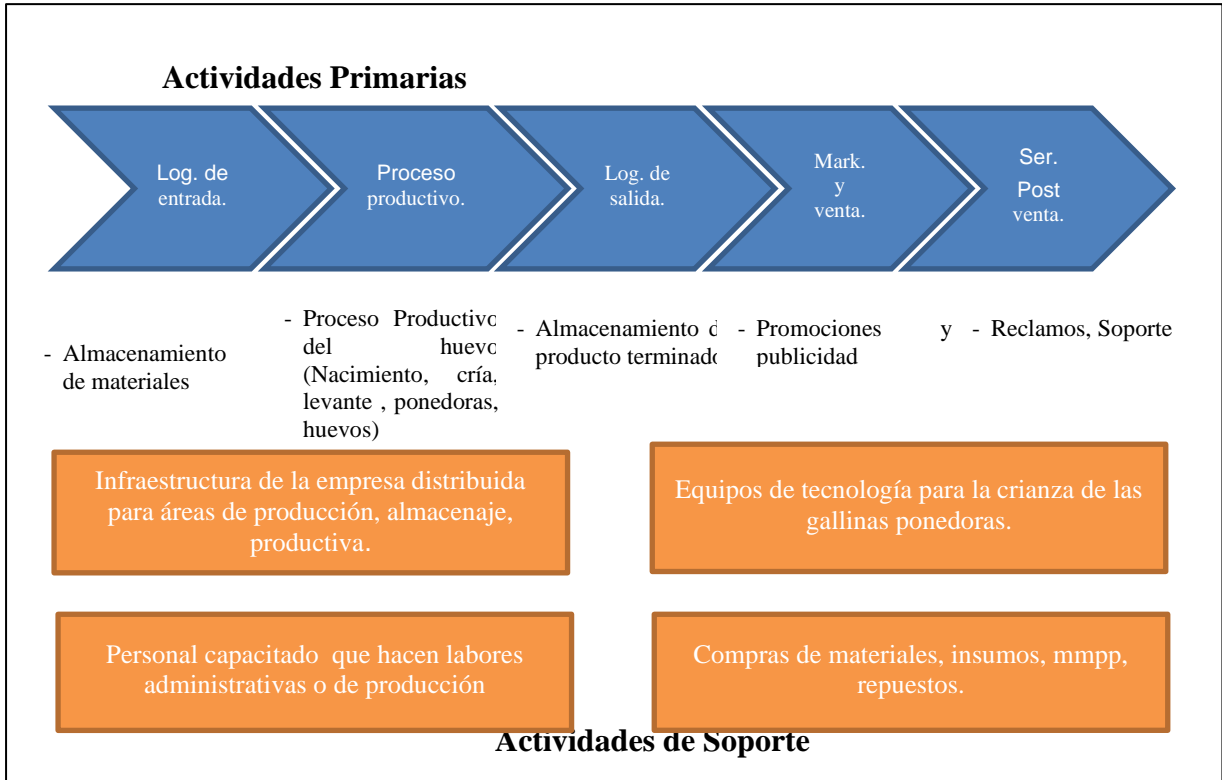 Actividades Primarias
Log. de
entrada.
Proceso
productivo.
Log. de
salida.
Mark.
y
venta.
Ser.
Post
venta.
- Almacenamiento
de materiales
- Proceso Productivo
del huevo
(Nacimiento, cría,
levante , ponedoras,
huevos)
- Almacenamiento d
producto terminado
- Promociones y
publicidad
- Reclamos, Soporte
Infraestructura de la empresa distribuida
para áreas de producción, almacenaje,
productiva.
Equipos de tecnología para la crianza de las
gallinas ponedoras.
Personal capacitado que hacen labores
administrativas o de producción
Compras de materiales, insumos, mmpp,
repuestos.
Actividades de Soporte